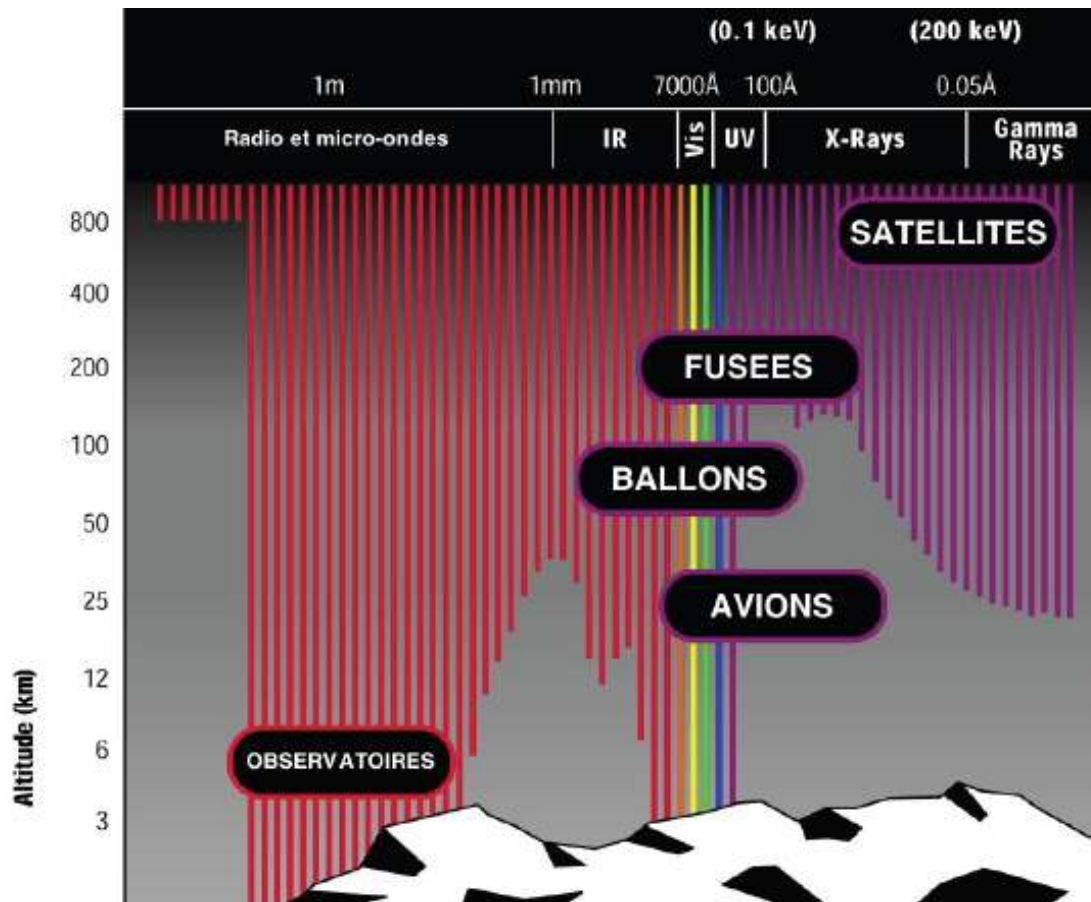 (0.1 keV) (200 keV)
1m 1mm 7000Å 100Å 0.05Å
Radio et micro-ondes IR Vis UV X-Rays Gamma
Rays
800
SATELLITES
400
200
FUSEES
100
BALLONS
50
25
AVIONS
12
6
OBSERVATOIRES
3
Altitude (km)